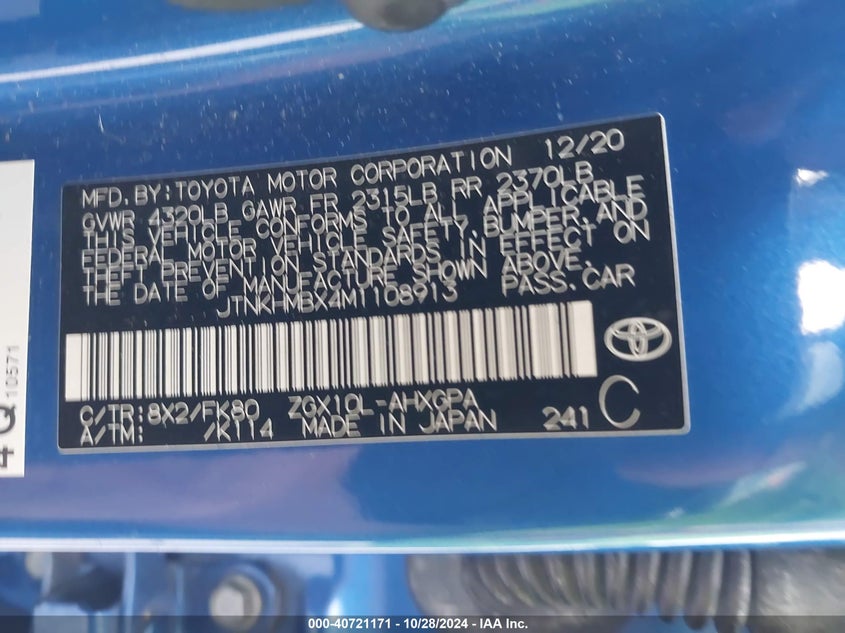 MFD. BY: TOYOTA MOTOR CORPORATION 12/20
GVWR 4320LB GAWR FR 2315LB RR 2370LB
THIS VEHICLE CONFORMS TO ALL APPLICABLE
FEDERAL MOTOR VEHICLE SAFETY, BUMPER, AND
THEFT PREVENTION STANDARDS IN EFFECT ON
THE DATE OF MANUFACTURE SHOWN ABOVE.
JTNKHMBX4M1108913 PASS.CAR
C/TR:8X2/FK80 ZGX10L-AHXGPA
A/TM: /K114 MADE IN JAPAN 241 C
4Q 10571
000-40721171 - 10/28/2024 - IAA Inc.